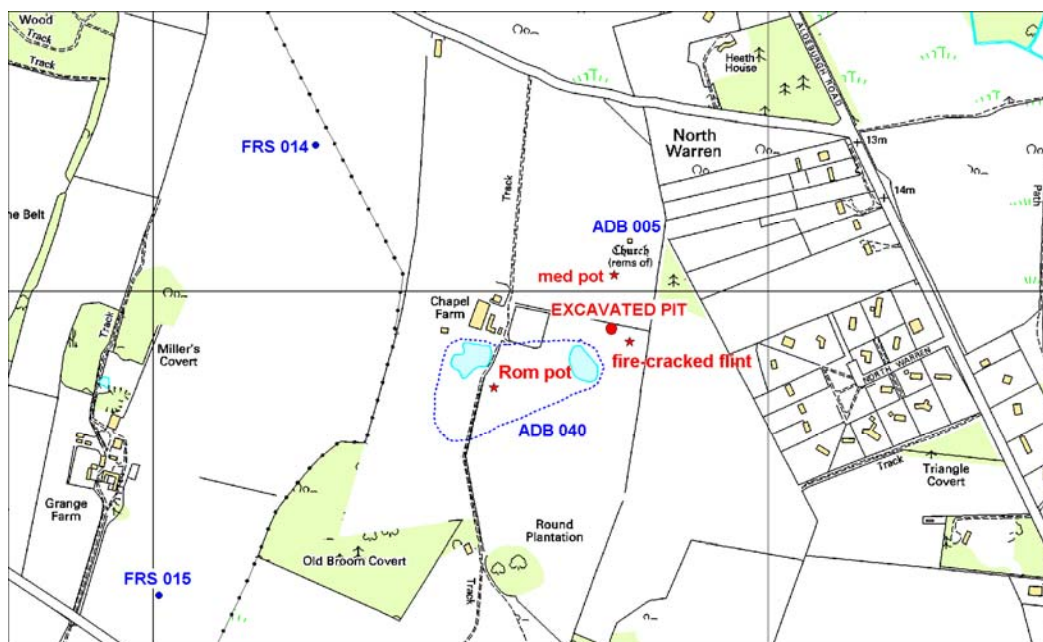 Wood
Track
Track
Heath
House
ALDEBURGH ROAD
North
Warren
13m
14m
Path
FRS 014
Track
ADB 005
Church
(rems of)
med pot
ne Belt
Track
Miller's
Covert
Chapel
Farm
EXCAVATED PIT
fire-cracked flint
Rom pot
ADB 040
NORTH WARREN
Track
Triangle
Covert
Grange
Farm
Round
Plantation
Old Broom Covert
Track
FRS 015